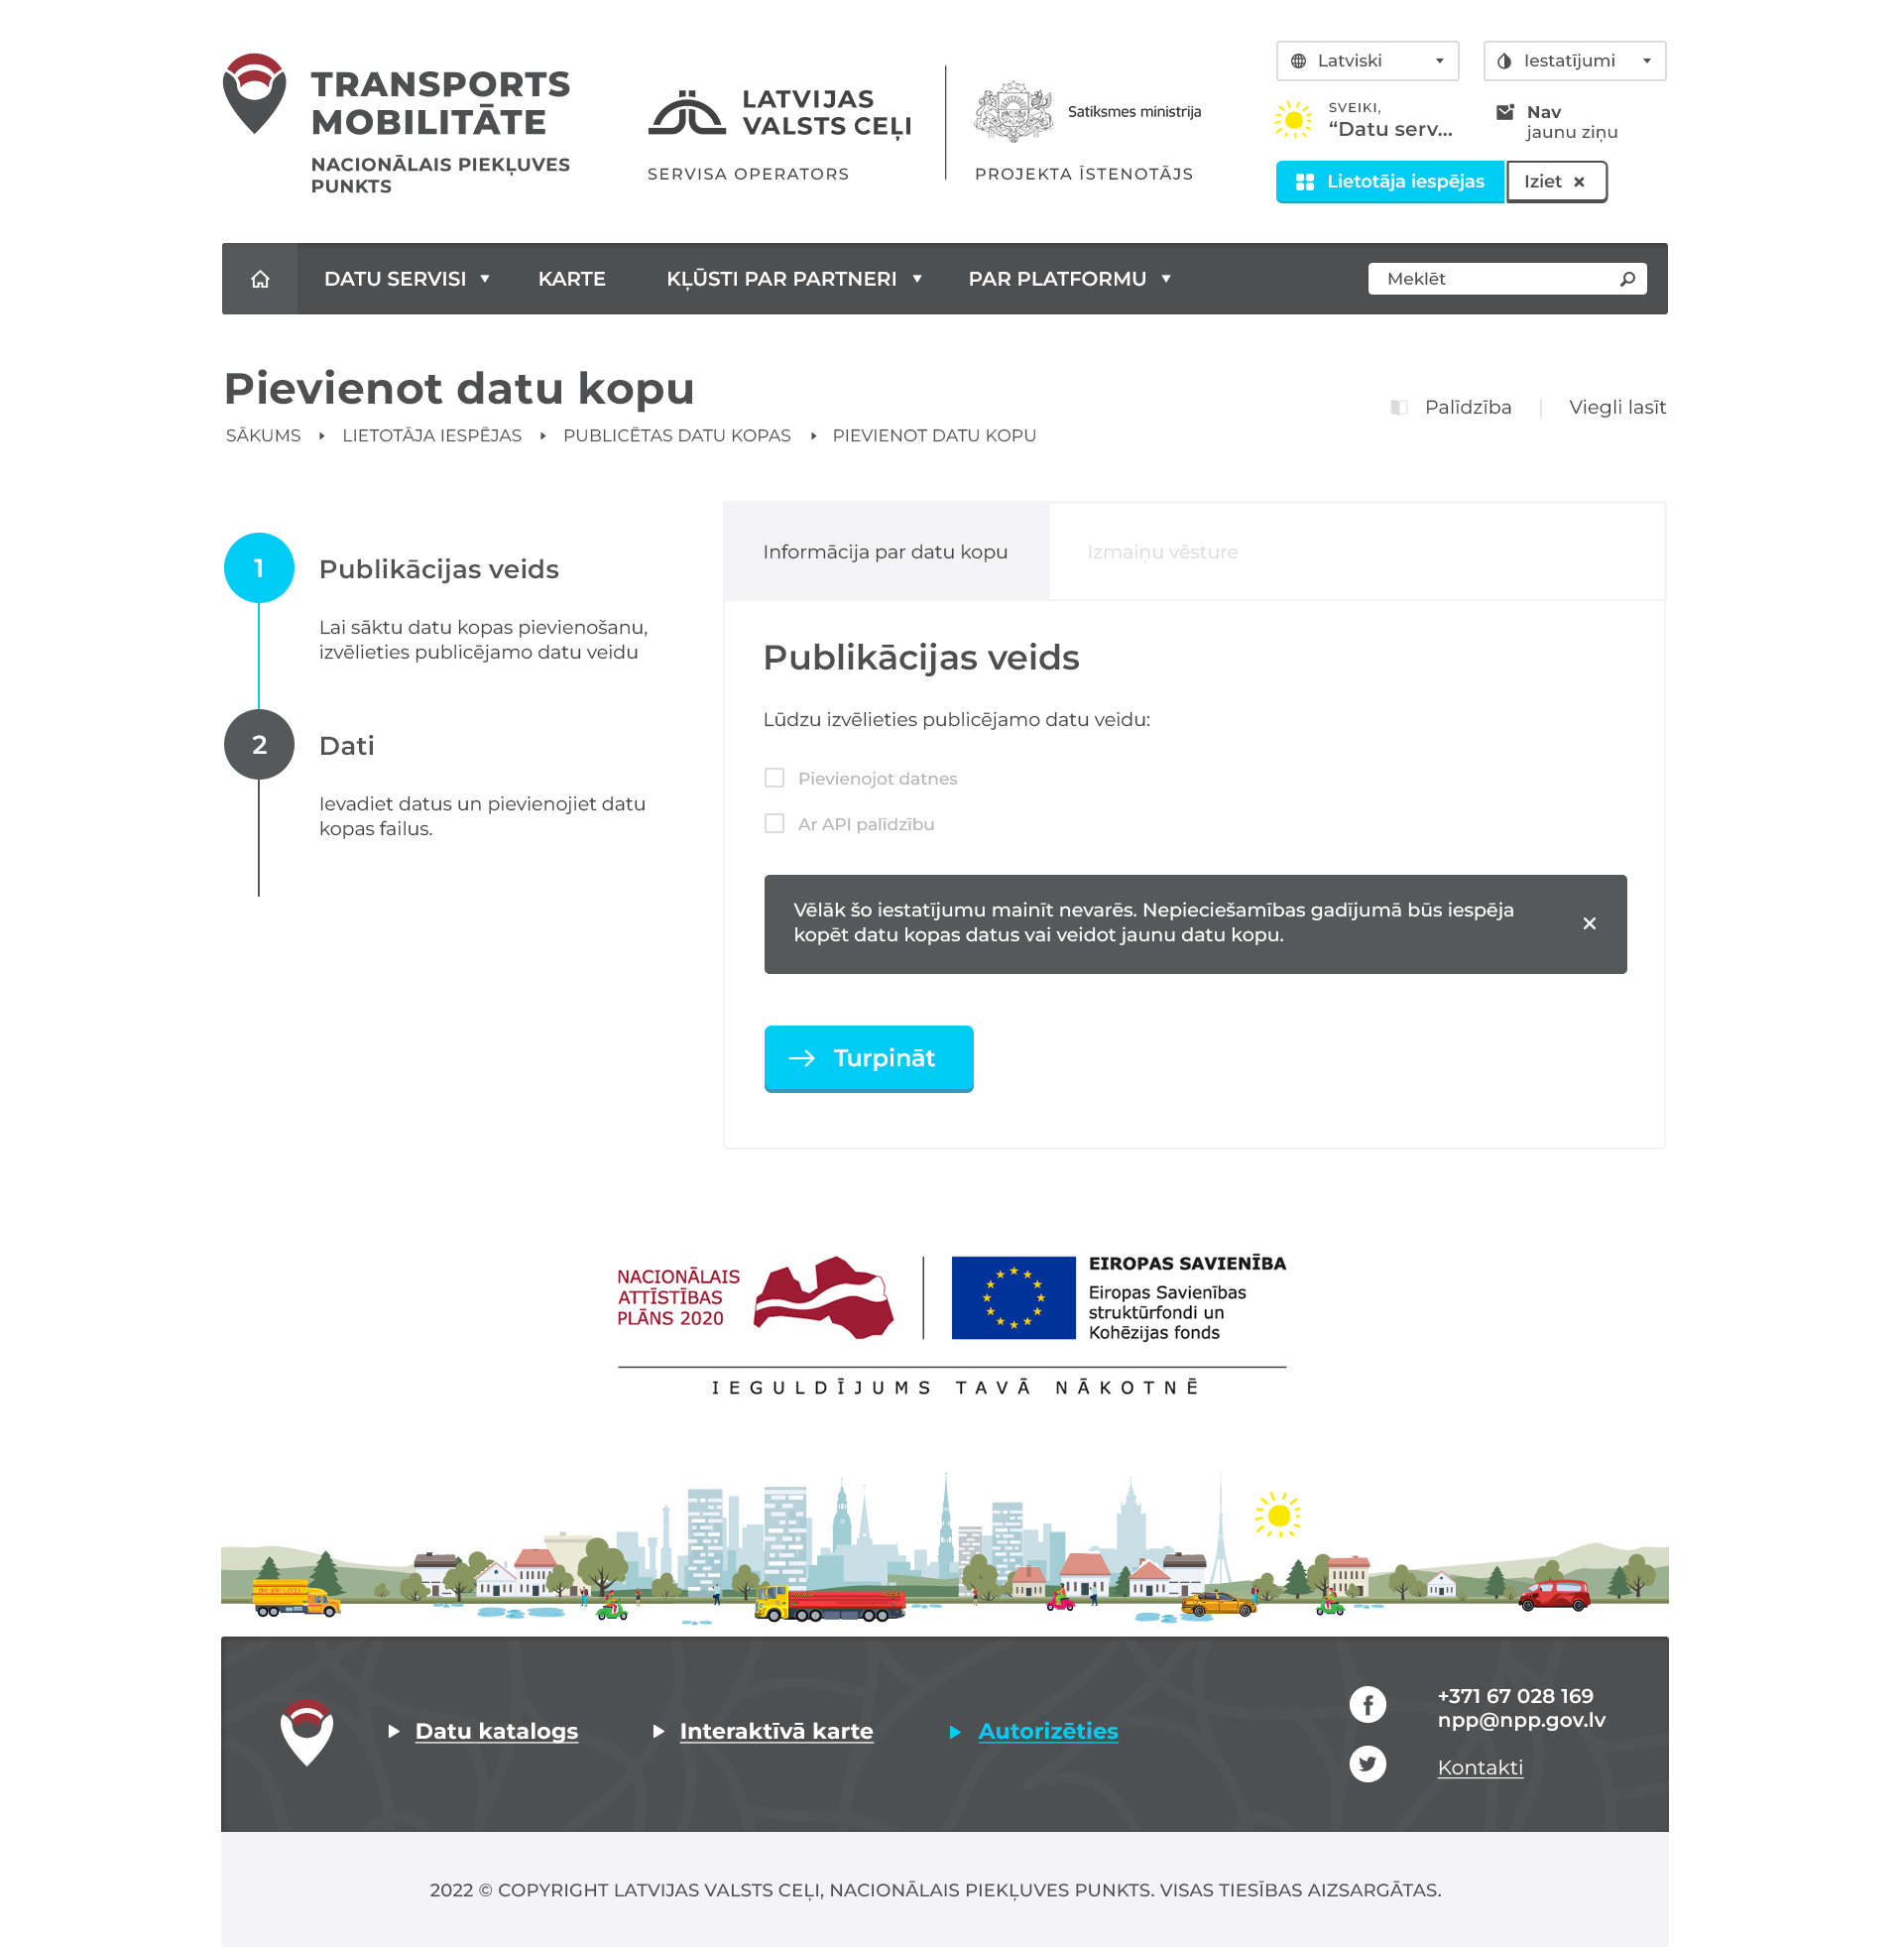 TRANSPORTS
MOBILITĀTE
NACIONĀLAIS PIEKĻUVES
PUNKTS
LATVIJAS
VALSTS CEĻI
SERVISA OPERATORS
Satiksmes ministrija
PROJEKTA ĪSTENOTĀJS
Latviski
Iestatījumi
SVEIKI,
“Datu serv...
Nav
jaunu ziņu
Lietotāja iespējas
Iziet
DATU SERVISI
KARTE
KĻŪSTI PAR PARTNERI
PAR PLATFORMU
Meklēt
Pievienot datu kopu
SĀKUMS
LIETOTĀJA IESPĒJAS
PUBLICĒTAS DATU KOPAS
PIEVIENOT DATU KOPU
Palīdzība
Viegli lasīt
1
Publikācijas veids
Lai sāktu datu kopas pievienošanu,
izvēlieties publicējamo datu veidu
2
Dati
Ievadiet datus un pievienojiet datu
kopas failus.
Informācija par datu kopu
Izmaiņu vēsture
Publikācijas veids
Lūdzu izvēlieties publicējamo datu veidu:
Pievienojot datnes
Ar API palīdzību
Vēlāk šo iestatījumu mainīt nevarēs. Nepieciešamības gadījumā būs iespēja
kopēt datu kopas datus vai veidot jaunu datu kopu.
Turpināt
NACIONĀLAIS
ATTĪSTĪBAS
PLĀNS 2020
EIROPAS SAVIENĪBA
Eiropas Savienības
struktūrfondi un
Kohēzijas fonds
IEGULDĪJUMS TAVĀ NĀKOTNĒ
Datu katalogs
Interaktīvā karte
Autorizēties
+371 67 028 169
npp@npp.gov.lv
Kontakti
2022 © COPYRIGHT LATVIJAS VALSTS CEĻI, NACIONĀLAIS PIEKĻUVES PUNKTS. VISAS TIESĪBAS AIZSARGĀTAS.